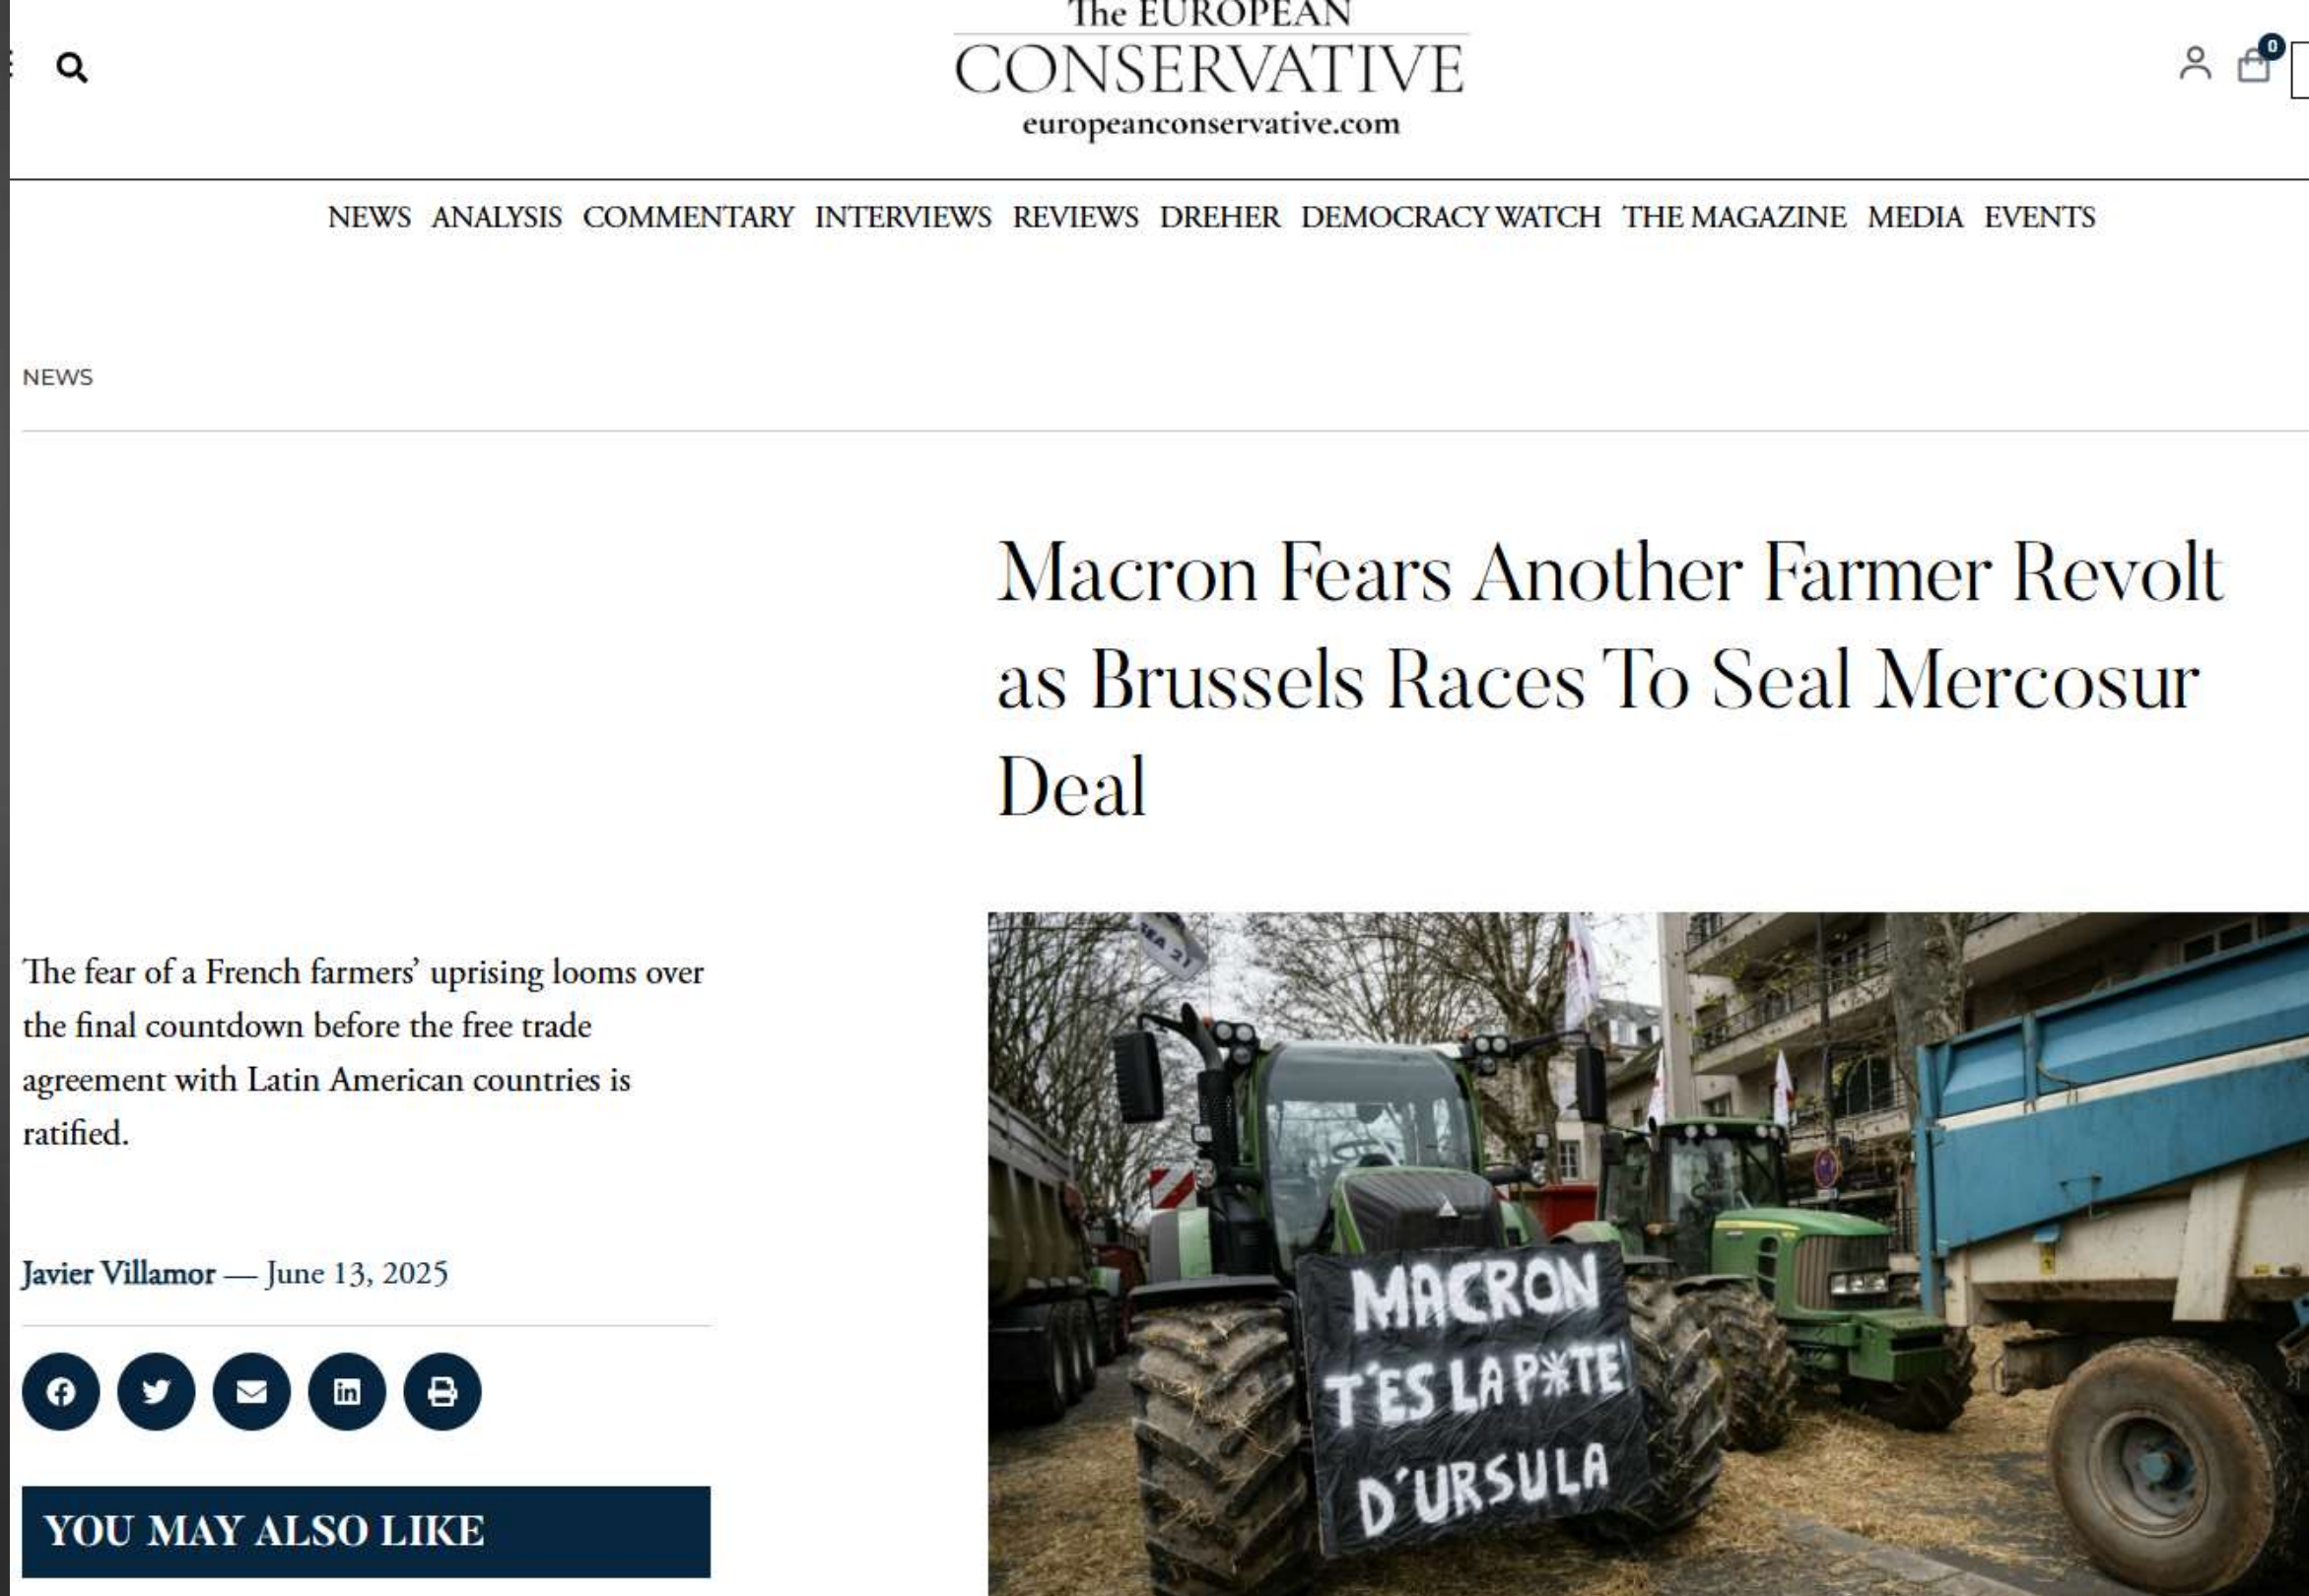 The EUROPEAN
CONSERVATIVE
europeanconservative.com
0
NEWS ANALYSIS COMMENTARY INTERVIEWS REVIEWS DREHER DEMOCRACY WATCH THE MAGAZINE MEDIA EVENTS
NEWS
Macron Fears Another Farmer Revolt
as Brussels Races To Seal Mercosur
Deal
The fear of a French farmers’ uprising looms over
the final countdown before the free trade
agreement with Latin American countries is
ratified.
Javier Villamor — June 13, 2025
YOU MAY ALSO LIKE
MACRON
T'ES LA P*TE
D'URSULA